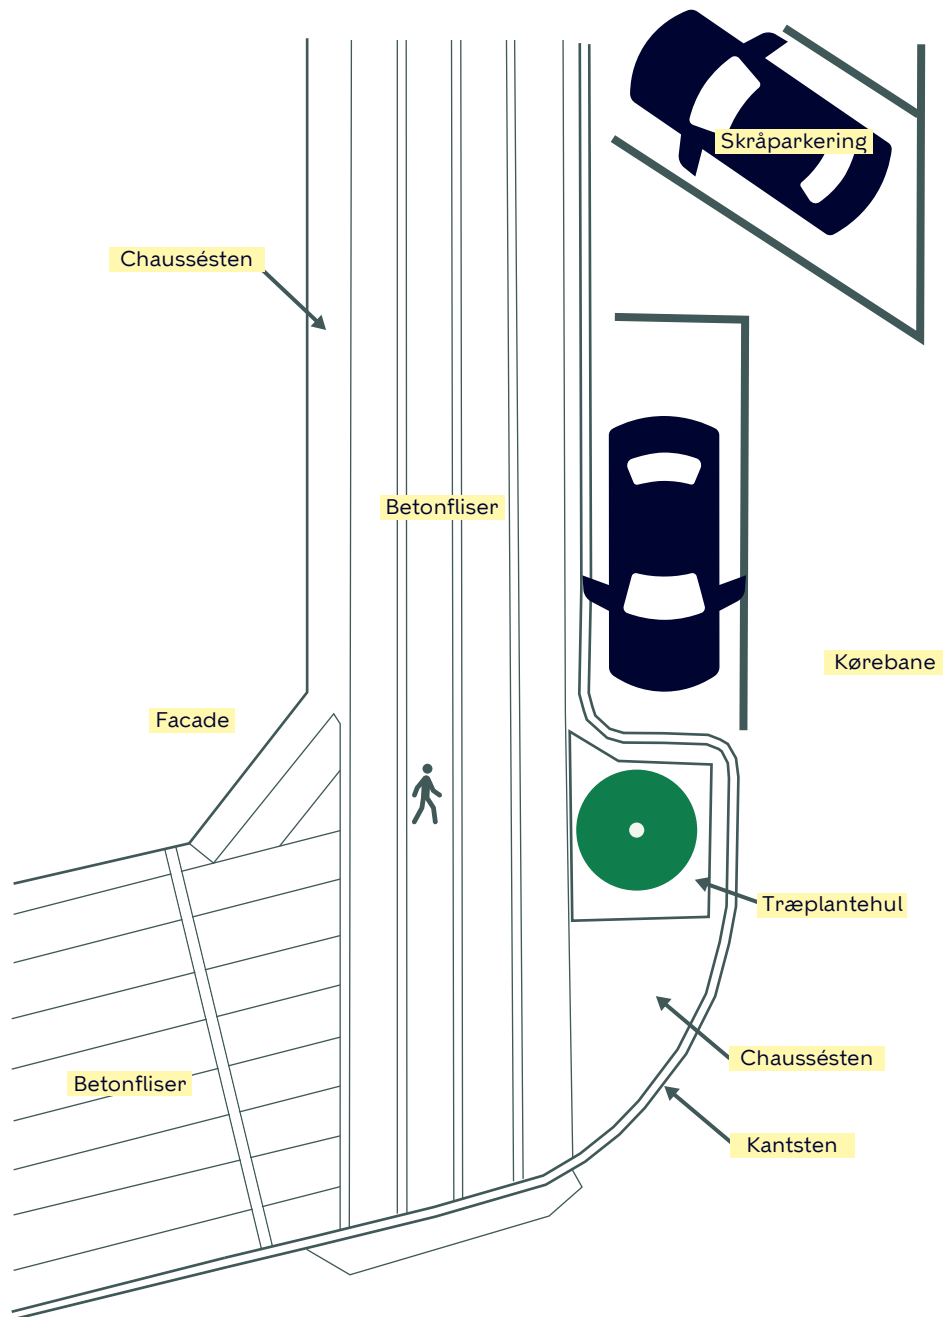 Skråparkering
Chaussésten
Betonfliser
Kørebane
Facade
Træplantehul
Chaussésten
Betonfliser
Kantsten